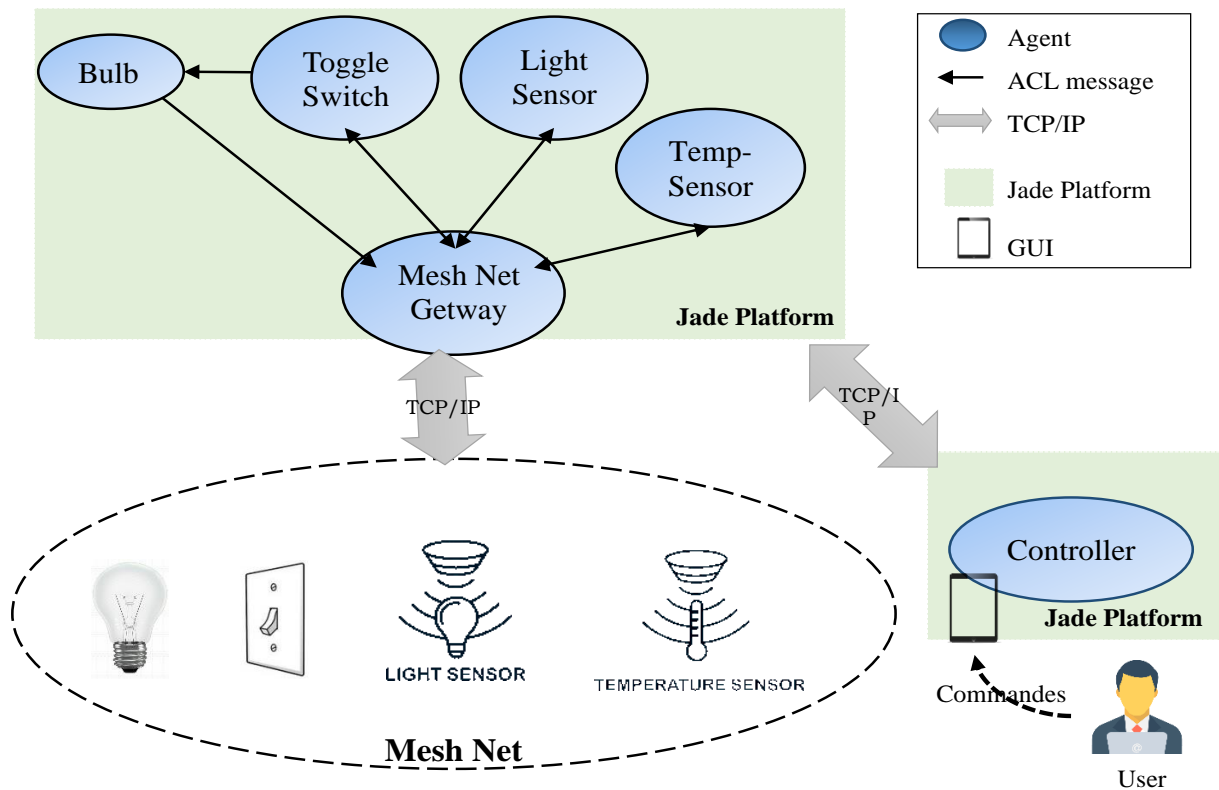 Bulb
Toggle
Switch
Light
Sensor
Temp-
Sensor
Mesh Net
Getway
Jade Platform
Agent
ACL message
TCP/IP
Jade Platform
GUI
TCP/IP
TCP/I
P
LIGHT SENSOR
TEMPERATURE SENSOR
Mesh Net
Controller
Jade Platform
Commandes
@
User